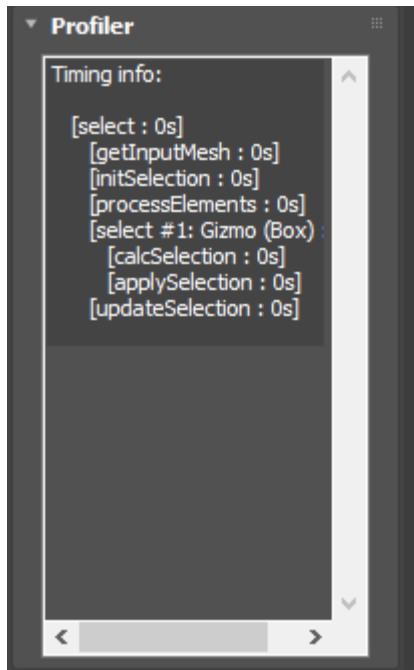 Profiler
Timing info:
[select : 0s]
[getInputMesh : 0s]
[initSelection : 0s]
[processElements : 0s]
[select #1: Gizmo (Box) :
[calcSelection : 0s]
[applySelection : 0s]
[updateSelection : 0s]